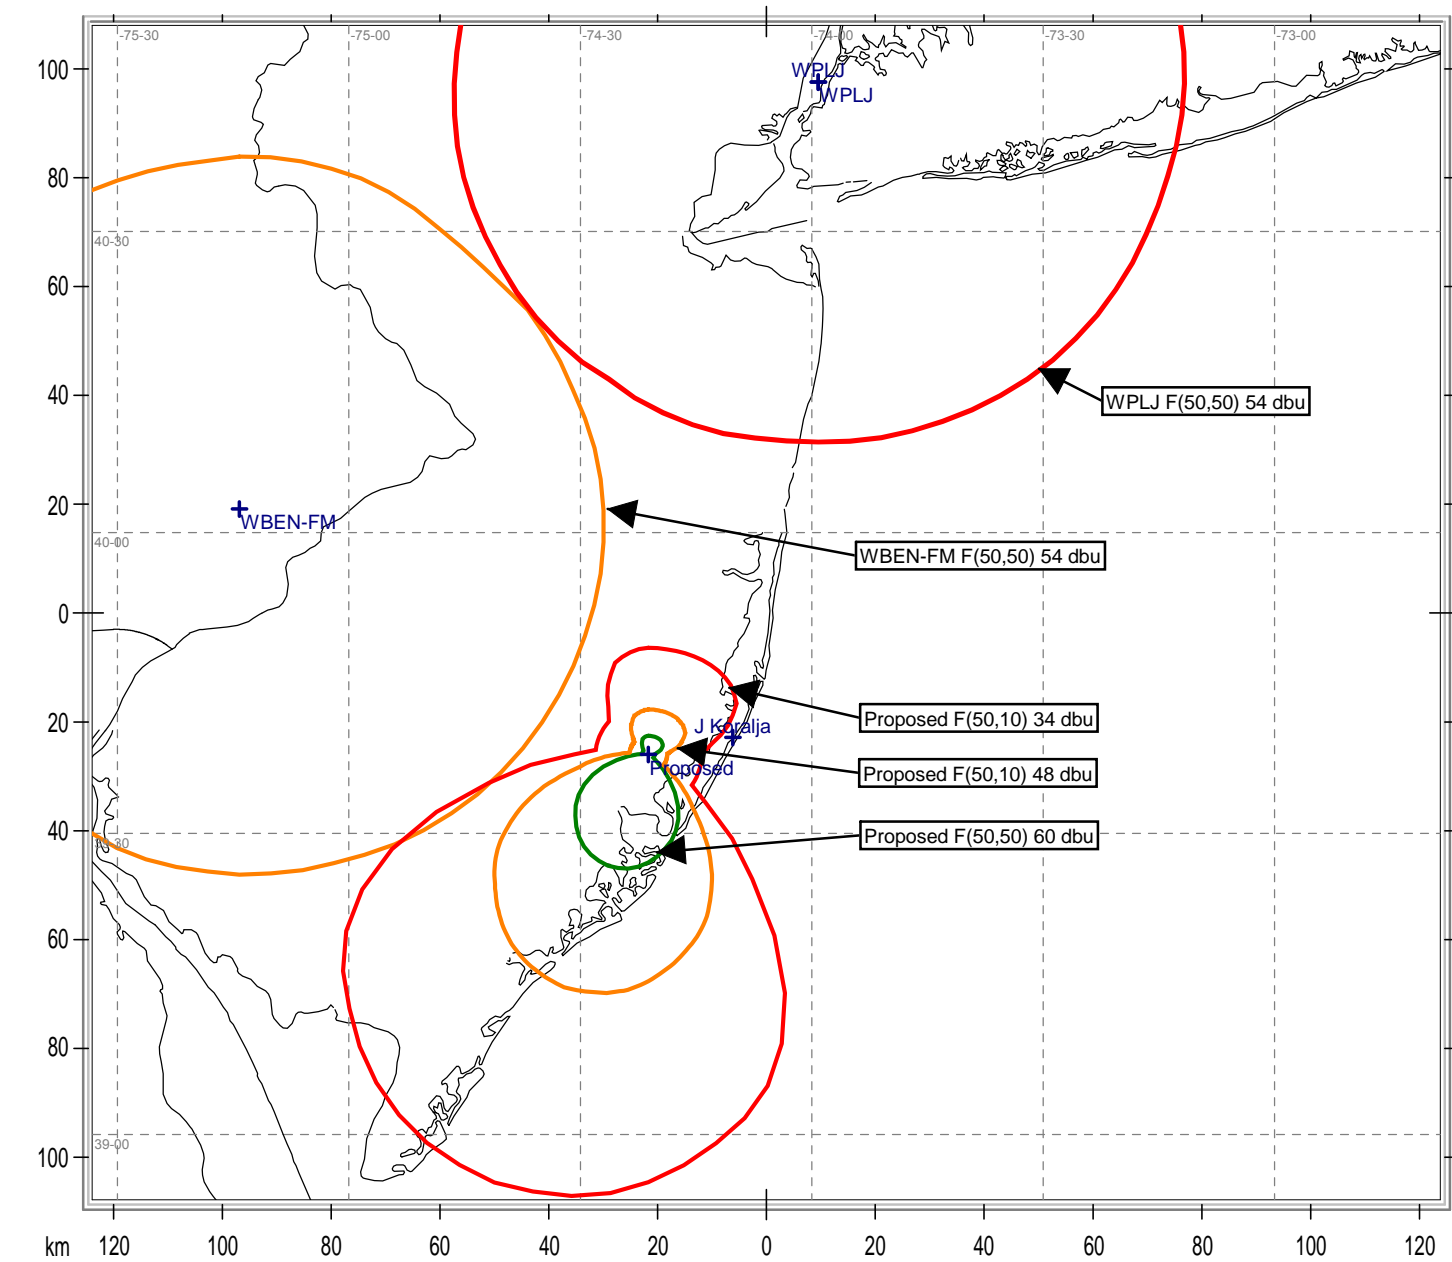 -75-30
-75-00
-74-30
-74-00
-73-30
-73-00
100
WPLJ
WPLJ
80
40-30
60
40
WPLJ F(50,50) 54 dbu
20
WBEN-FM
40-00
WBEN-FM F(50,50) 54 dbu
0
Proposed F(50,10) 34 dbu
20
J Koralja
Proposed
Proposed F(50,10) 48 dbu
40
39-30
Proposed F(50,50) 60 dbu
60
80
39-00
100
km 120 100 80 60 40 20 0 20 40 60 80 100 120